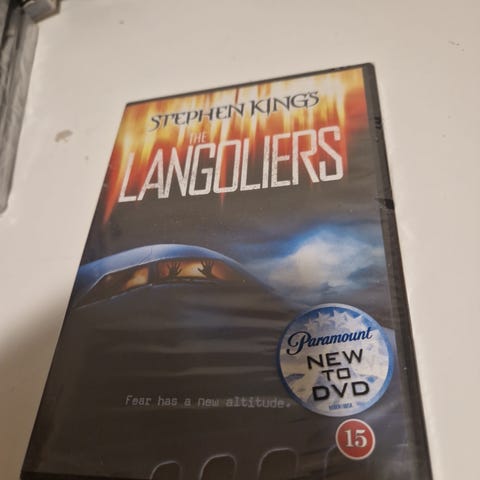 STEPHEN KING'S
THE
LANGOLIERS
Paramount
NEW
TO
DVD
Fear has a new altitude.
15